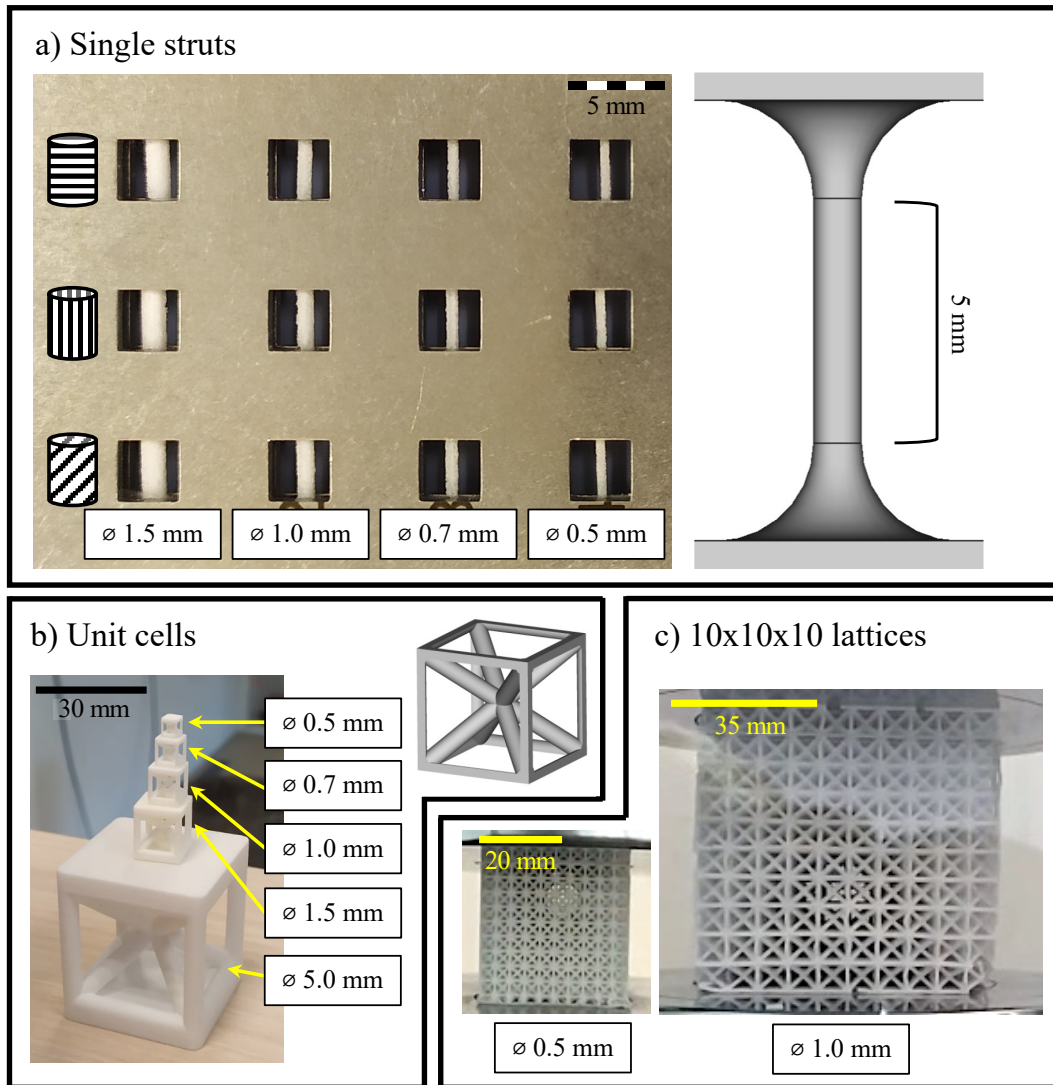 a) Single struts
5 mm
5 mm
⌀ 1.5 mm
⌀ 1.0 mm
⌀ 0.7 mm
⌀ 0.5 mm
b) Unit cells
30 mm
⌀ 0.5 mm
⌀ 0.7 mm
⌀ 1.0 mm
⌀ 1.5 mm
⌀ 5.0 mm
c) 10x10x10 lattices
35 mm
20 mm
⌀ 0.5 mm
⌀ 1.0 mm